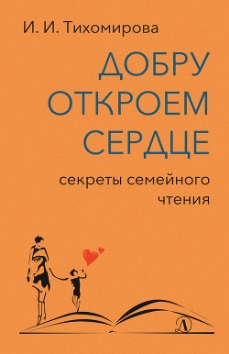 И. И. Тихомирова
ДОБРУ
ОТКРОЕМ
СЕРДЦЕ
секреты семейного
чтения